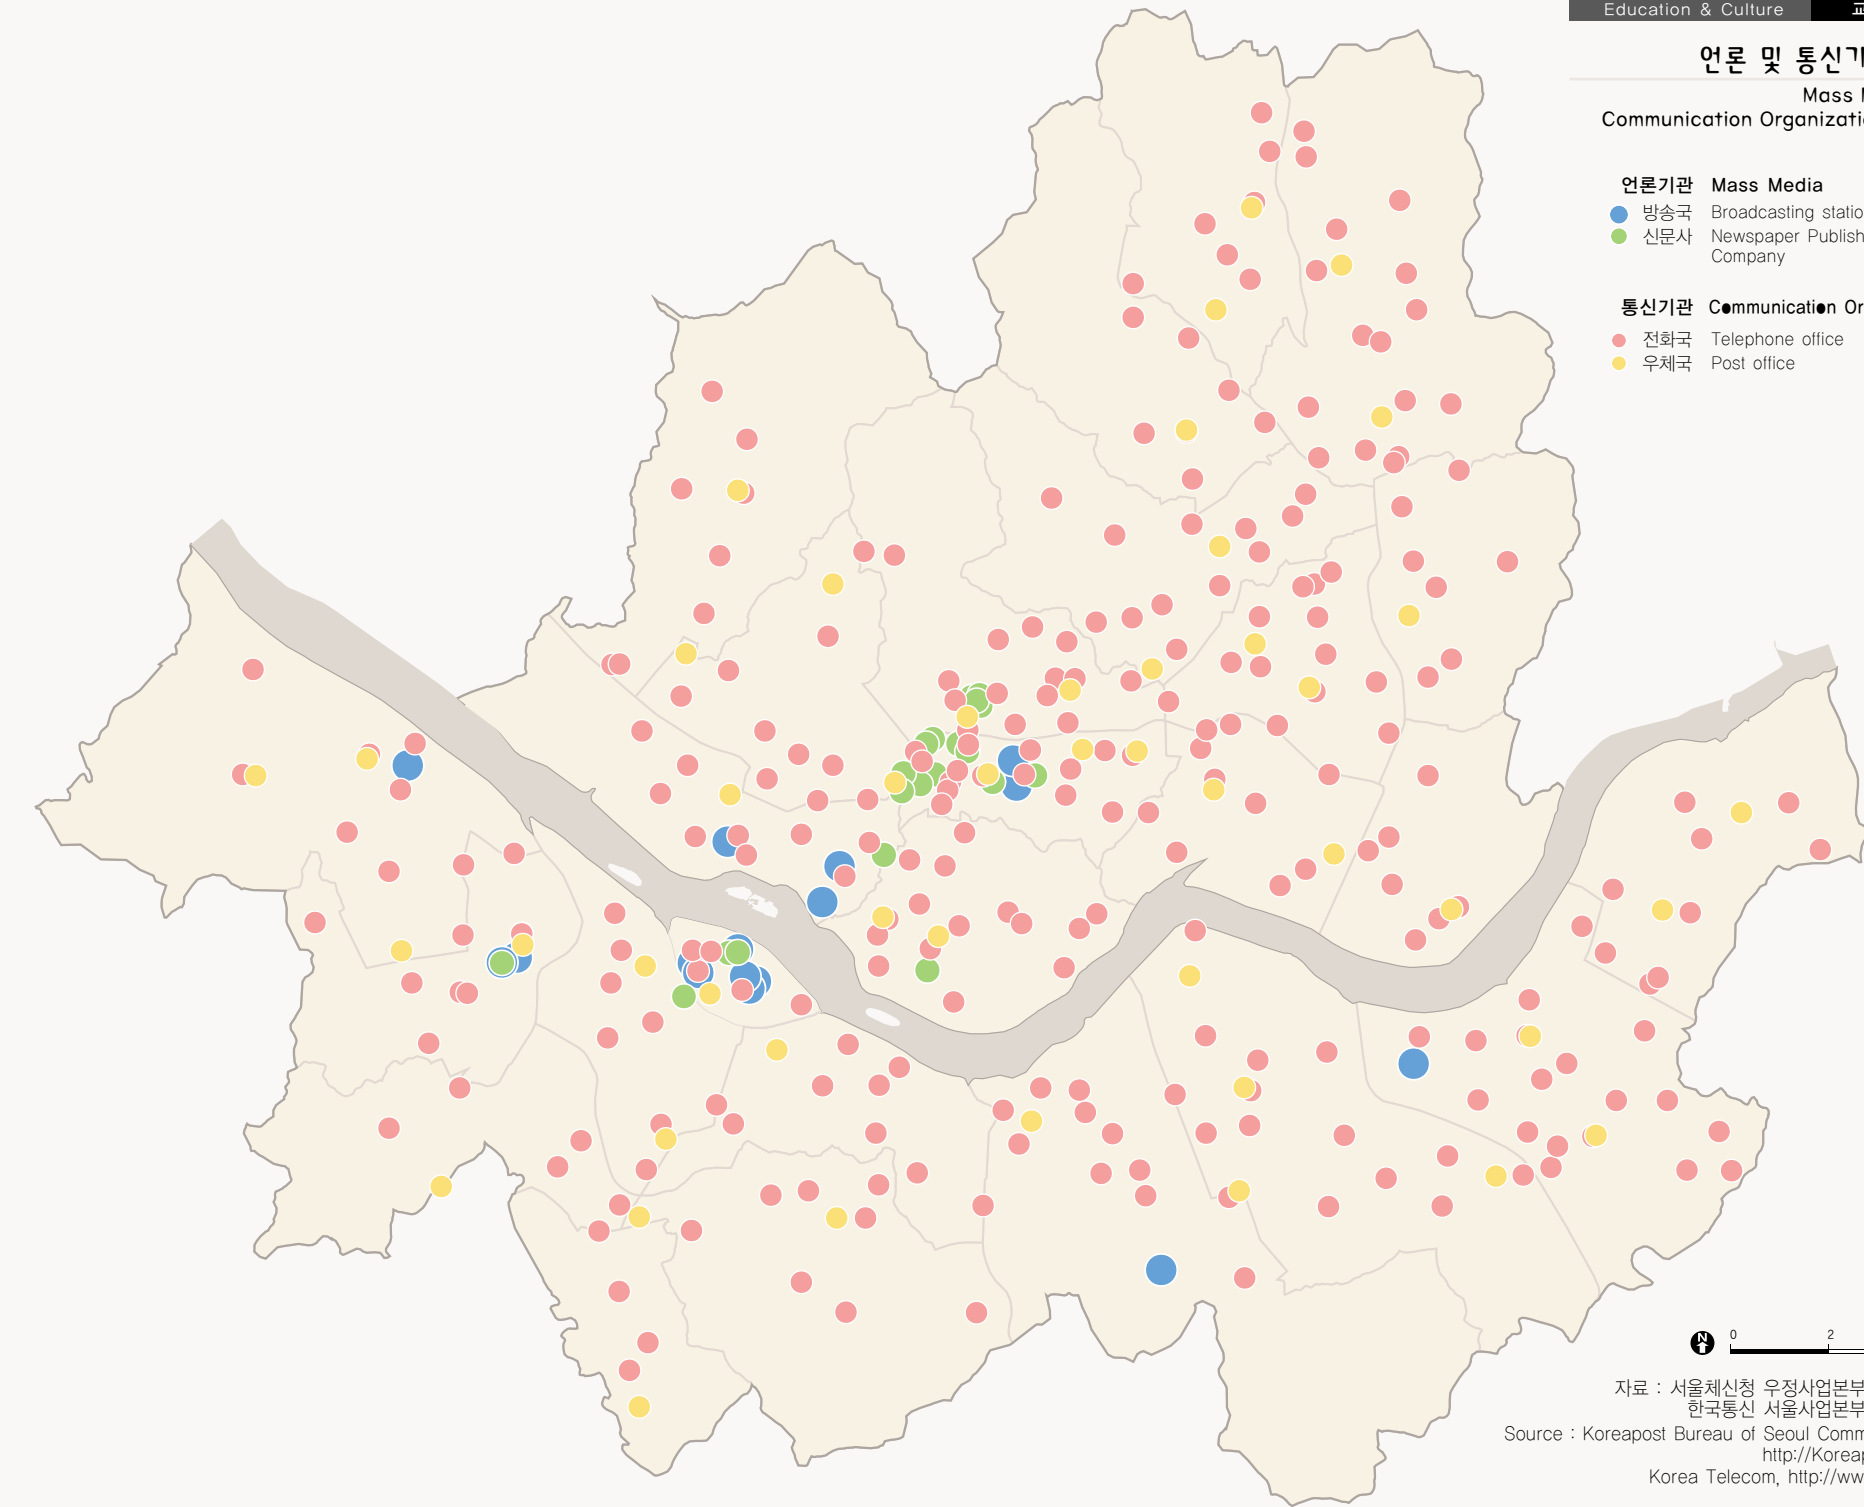 Education & Culture
언론 및 통신기
Mass
Communication Organizati
언론기관 Mass Media
방송국 Broadcasting statio
신문사 Newspaper Publish
Company
통신기관 Communication Or
전화국 Telephone office
우체국 Post office
N 0 2
자료 : 서울체신청 우정사업본부
한국통신 서울사업본부
Source : Koreapost Bureau of Seoul Comm
http://Koreap
Korea Telecom, http://ww